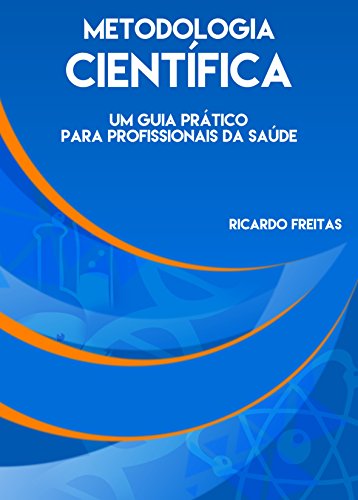 METODOLOGIA
CIENTÍFICA
UM GUIA PRÁTICO
PARA PROFISSIONAIS DA SAÚDE
RICARDO FREITAS